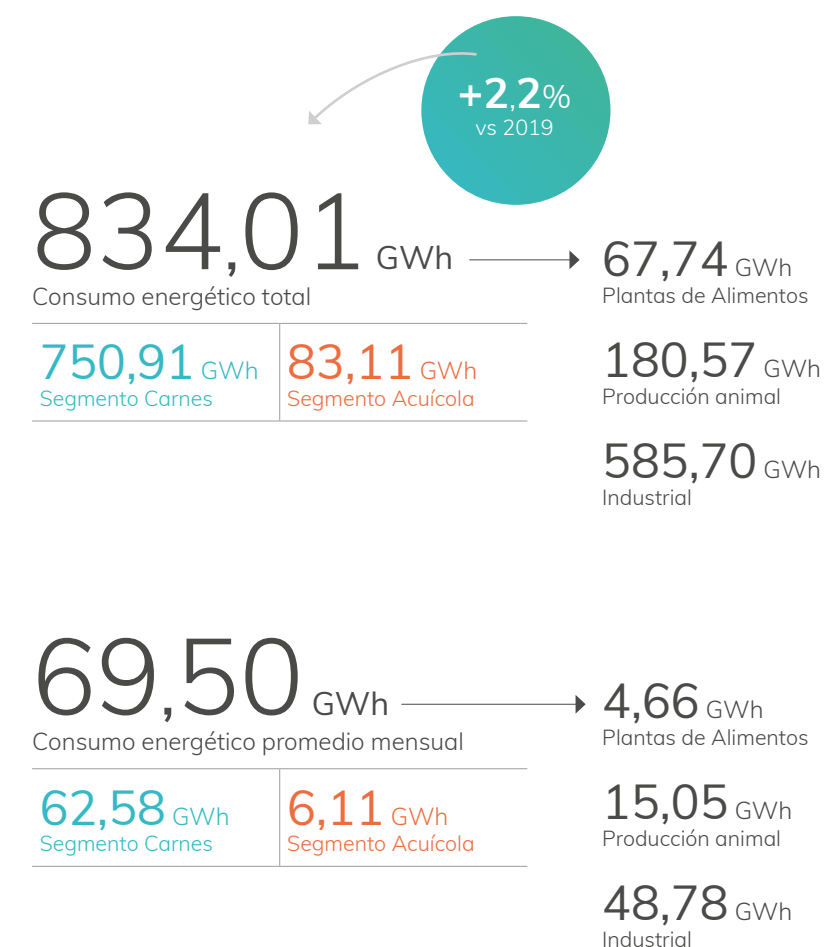 +2,2%
vs 2019
834,01 GWh
Consumo energético total
750,91 GWh
Segmento Carnes
83,11 GWh
Segmento Acuícola
67,74 GWh
Plantas de Alimentos
180,57 GWh
Producción animal
585,70 GWh
Industrial
69,50 GWh
Consumo energético promedio mensual
62,58 GWh
Segmento Carnes
6,11 GWh
Segmento Acuícola
4,66 GWh
Plantas de Alimentos
15,05 GWh
Producción animal
48,78 GWh
Industrial